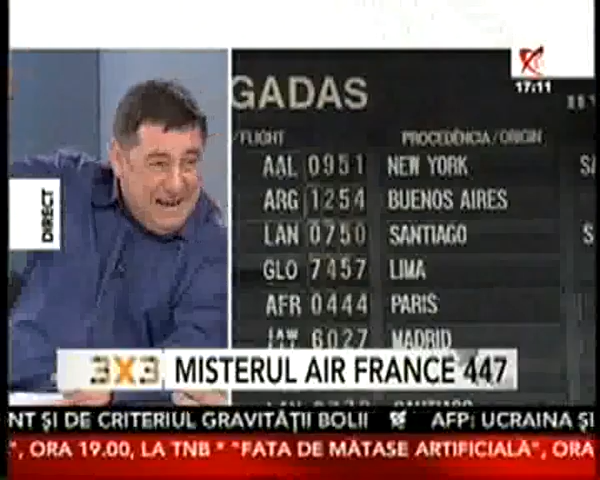 17:11
GADAS
/FLIGHT PROCEDÊNCIA/ORIGIN
AAL 0951 NEW YORK
ARG 1254 BUENOS AIRES
LAN 0750 SANTIAGO
GLO 7457 LIMA
AFR 0444 PARIS
6027 MADRID
DIRECT
3X3 MISTERUL AIR FRANCE 447
NT ȘI DE CRITERIUL GRAVITĂȚII BOLII AFP: UCRAINA ȘI
", ORA 19.00, LA TNB * "FATA DE MĂTASE ARTIFICIALĂ", ORA